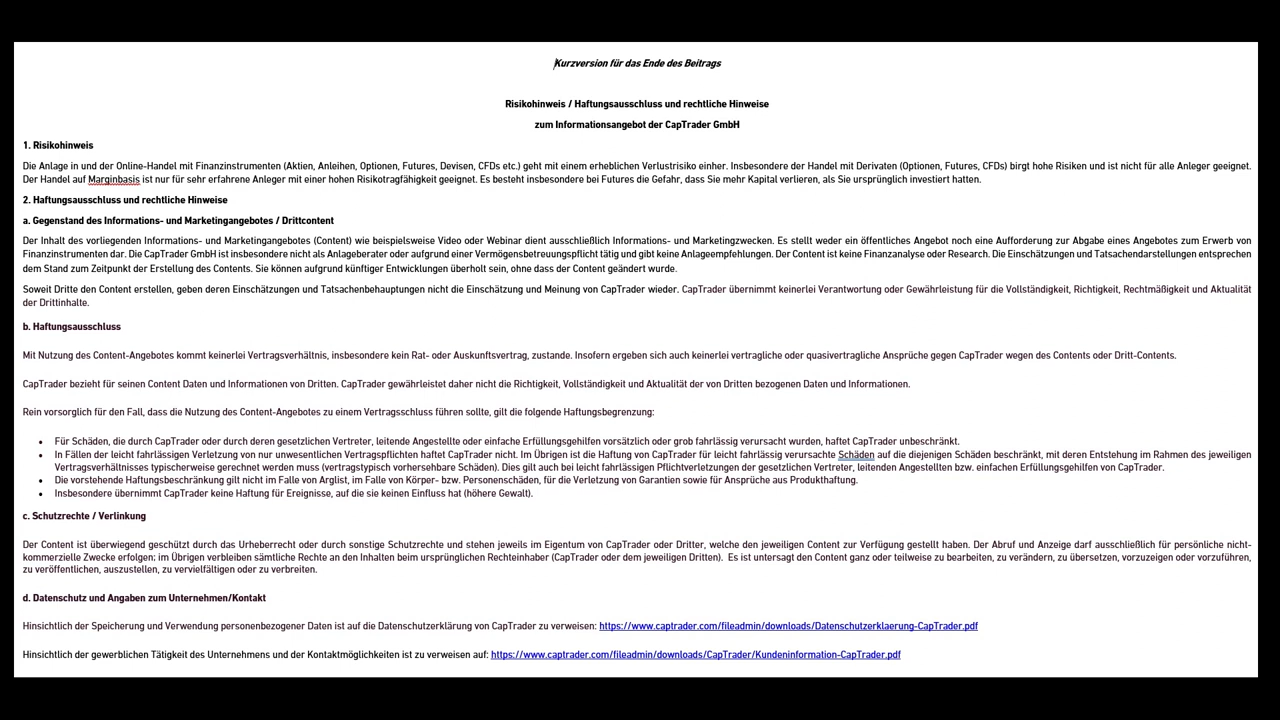 Kurzversion für das Ende des Beitrags
Risikohinweis / Haftungsausschluss und rechtliche Hinweise
zum Informationsangebot der CapTrader GmbH
1. Risikohinweis
Die Anlage in und der Online-Handel mit Finanzinstrumenten (Aktien, Anleihen, Optionen, Futures, Devisen, CFDs etc.) geht mit einem erheblichen Verlustrisiko einher. Insbesondere der Handel mit Derivaten (Optionen, Futures, CFDs) birgt hohe Risiken und ist nicht für alle Anleger geeignet.
Der Handel auf Marginbasis ist nur für sehr erfahrene Anleger mit einer hohen Risikotragfähigkeit geeignet. Es besteht insbesondere bei Futures die Gefahr, dass Sie mehr Kapital verlieren, als Sie ursprünglich investiert hatten.
2. Haftungsausschluss und rechtliche Hinweise
a. Gegenstand des Informations- und Marketingangebotes / Drittcontent
Der Inhalt des vorliegenden Informations- und Marketingangebotes (Content) wie beispielsweise Video oder Webinar dient ausschließlich Informations- und Marketingzwecken. Es stellt weder ein öffentliches Angebot noch eine Aufforderung zur Abgabe eines Angebotes zum Erwerb von
Finanzinstrumenten dar. Die CapTrader GmbH ist insbesondere nicht als Anlageberater oder aufgrund einer Vermögensbetreuungspflicht tätig und gibt keine Anlageempfehlungen. Der Content ist keine Finanzanalyse oder Research. Die Einschätzungen und Tatsachendarstellungen entsprechen
dem Stand zum Zeitpunkt der Erstellung des Contents. Sie können aufgrund künftiger Entwicklungen überholt sein, ohne dass der Content geändert wurde.
Soweit Dritte den Content erstellen, geben deren Einschätzungen und Tatsachenbehauptungen nicht die Einschätzung und Meinung von CapTrader wieder. CapTrader übernimmt keinerlei Verantwortung oder Gewährleistung für die Vollständigkeit, Richtigkeit, Rechtmäßigkeit und Aktualität
der Drittinhalte.
b. Haftungsausschluss
Mit Nutzung des Content-Angebotes kommt keinerlei Vertragsverhältnis, insbesondere kein Rat- oder Auskunftsvertrag, zustande. Insofern ergeben sich auch keinerlei vertragliche oder quasivertragliche Ansprüche gegen CapTrader wegen des Contents oder Dritt-Contents.
CapTrader bezieht für seinen Content Daten und Informationen von Dritten. CapTrader gewährleistet daher nicht die Richtigkeit, Vollständigkeit und Aktualität der von Dritten bezogenen Daten und Informationen.
Rein vorsorglich für den Fall, dass die Nutzung des Content-Angebotes zu einem Vertragsschluss führen sollte, gilt die folgende Haftungsbegrenzung:
• Für Schäden, die durch CapTrader oder durch deren gesetzlichen Vertreter, leitende Angestellte oder einfache Erfüllungsgehilfen vorsätzlich oder grob fahrlässig verursacht wurden, haftet CapTrader unbeschränkt.
• In Fällen der leicht fahrlässigen Verletzung von nur unwesentlichen Vertragspflichten haftet CapTrader nicht. Im Übrigen ist die Haftung von CapTrader für leicht fahrlässig verursachte Schäden auf die diejenigen Schäden beschränkt, mit deren Entstehung im Rahmen des jeweiligen
Vertragsverhältnisses typischerweise gerechnet werden muss (vertragstypisch vorhersehbare Schäden). Dies gilt auch bei leicht fahrlässigen Pflichtverletzungen der gesetzlichen Vertreter, leitenden Angestellten bzw. einfachen Erfüllungsgehilfen von CapTrader.
• Die vorstehende Haftungsbeschränkung gilt nicht im Falle von Arglist, im Falle von Körper- bzw. Personenschäden, für die Verletzung von Garantien sowie für Ansprüche aus Produkthaftung.
• Insbesondere übernimmt CapTrader keine Haftung für Ereignisse, auf die sie keinen Einfluss hat (höhere Gewalt).
c. Schutzrechte / Verlinkung
Der Content ist überwiegend geschützt durch das Urheberrecht oder durch sonstige Schutzrechte und stehen jeweils im Eigentum von CapTrader oder Dritter, welche den jeweiligen Content zur Verfügung gestellt haben. Der Abruf und Anzeige darf ausschließlich für persönliche nicht-
kommerzielle Zwecke erfolgen; im Übrigen verbleiben sämtliche Rechte an den Inhalten beim ursprünglichen Rechteinhaber (CapTrader oder dem jeweiligen Dritten). Es ist untersagt den Content ganz oder teilweise zu bearbeiten, zu verändern, zu übersetzen, vorzuzeigen oder vorzuführen,
zu veröffentlichen, auszustellen, zu vervielfältigen oder zu verbreiten.
d. Datenschutz und Angaben zum Unternehmen/Kontakt
Hinsichtlich der Speicherung und Verwendung personenbezogener Daten ist auf die Datenschutzerklärung von CapTrader zu verweisen: https://www.captrader.com/fileadmin/downloads/Datenschutzerklaerung-CapTrader.pdf
Hinsichtlich der gewerblichen Tätigkeit des Unternehmens und der Kontaktmöglichkeiten ist zu verweisen auf: https://www.captrader.com/fileadmin/downloads/CapTrader/Kundeninformation-CapTrader.pdf